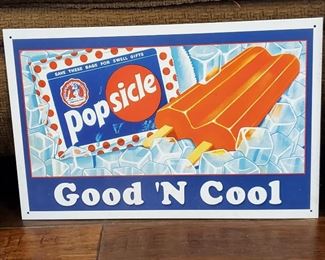 SAVE THESE BAGS FOR SWELL GIFTS
popsicle
Good 'N Cool